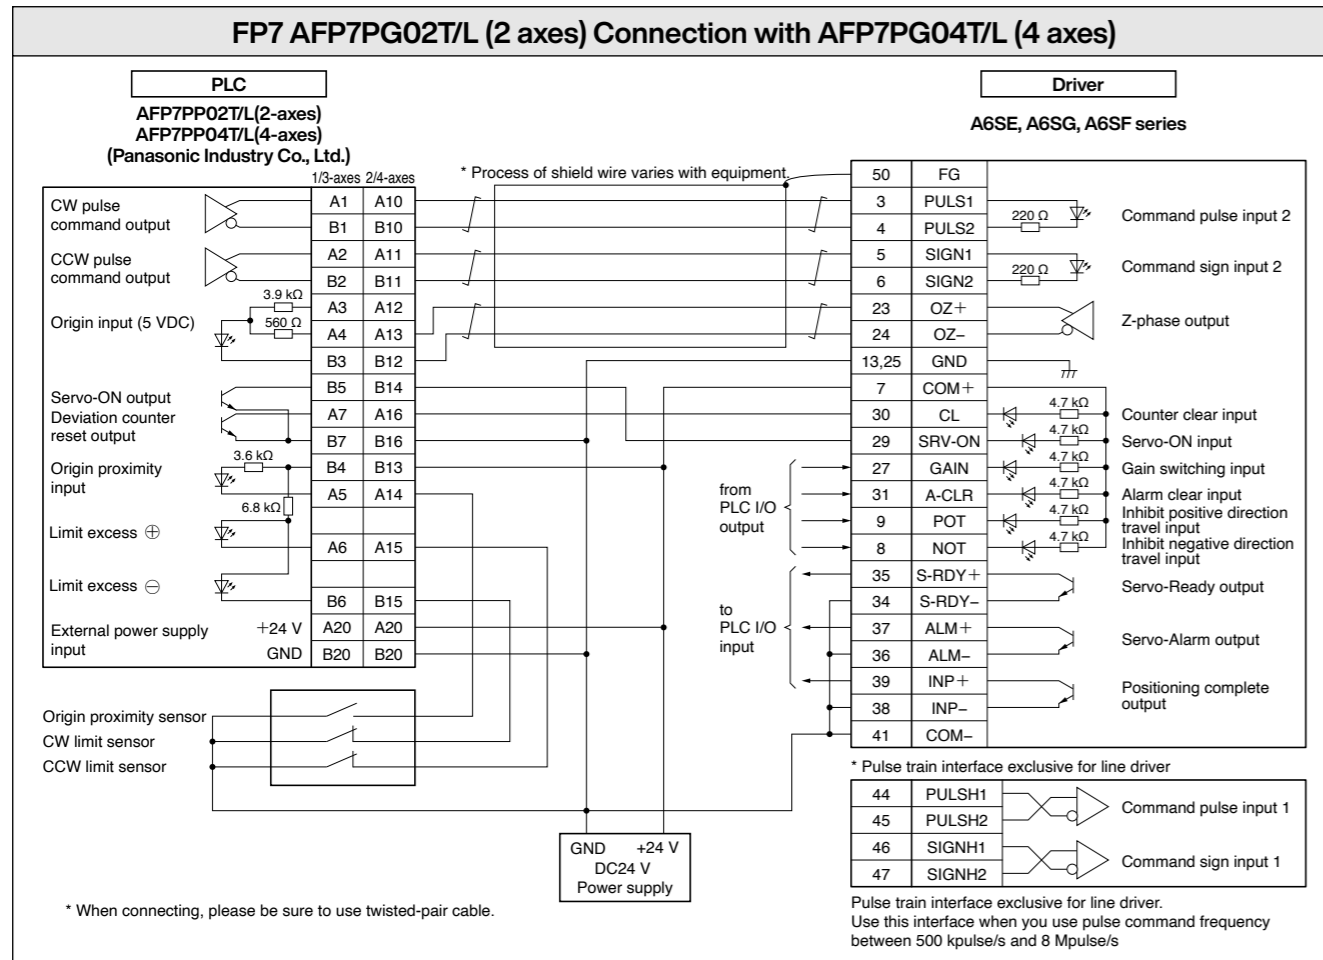 FP7 AFP7PG02T/L (2 axes) Connection with AFP7PG04T/L (4 axes)
PLC
AFP7PP02T/L(2-axes)
AFP7PP04T/L(4-axes)
(Panasonic Industry Co., Ltd.)
Driver
A6SE, A6SG, A6SF series
1/3-axes 2/4-axes
* Process of shield wire varies with equipment.
CW pulse
command output
A1 A10
B1 B10
CCW pulse
command output
A2 A11
B2 B11
Origin input (5 VDC)
3.9 kΩ
560 Ω
A3 A12
A4 A13
B3 B12
Servo-ON output
B5 B14
Deviation counter
reset output
A7 A16
B7 B16
Origin proximity
input
3.6 kΩ
B4 B13
A5 A14
6.8 kΩ
Limit excess ⊕
A6 A15
Limit excess ⊖
B6 B15
External power supply
input
+24 V A20 A20
GND B20 B20
Origin proximity sensor
CW limit sensor
CCW limit sensor
from
PLC I/O
output
to
PLC I/O
input
GND +24 V
DC24 V
Power supply
50 FG
3 PULS1
4 PULS2
220 Ω
Command pulse input 2
5 SIGN1
6 SIGN2
220 Ω
Command sign input 2
23 OZ+
24 OZ−
Z-phase output
13,25 GND
7 COM+
30 CL 4.7 kΩ Counter clear input
29 SRV-ON 4.7 kΩ Servo-ON input
27 GAIN 4.7 kΩ Gain switching input
31 A-CLR 4.7 kΩ Alarm clear input
9 POT 4.7 kΩ Inhibit positive direction
travel input
8 NOT 4.7 kΩ Inhibit negative direction
travel input
35 S-RDY+
34 S-RDY−
Servo-Ready output
37 ALM+
36 ALM−
Servo-Alarm output
39 INP+
38 INP−
Positioning complete
output
41 COM−
* Pulse train interface exclusive for line driver
44 PULSH1
45 PULSH2
Command pulse input 1
46 SIGNH1
47 SIGNH2
Command sign input 1
Pulse train interface exclusive for line driver.
Use this interface when you use pulse command frequency
between 500 kpulse/s and 8 Mpulse/s
* When connecting, please be sure to use twisted-pair cable.